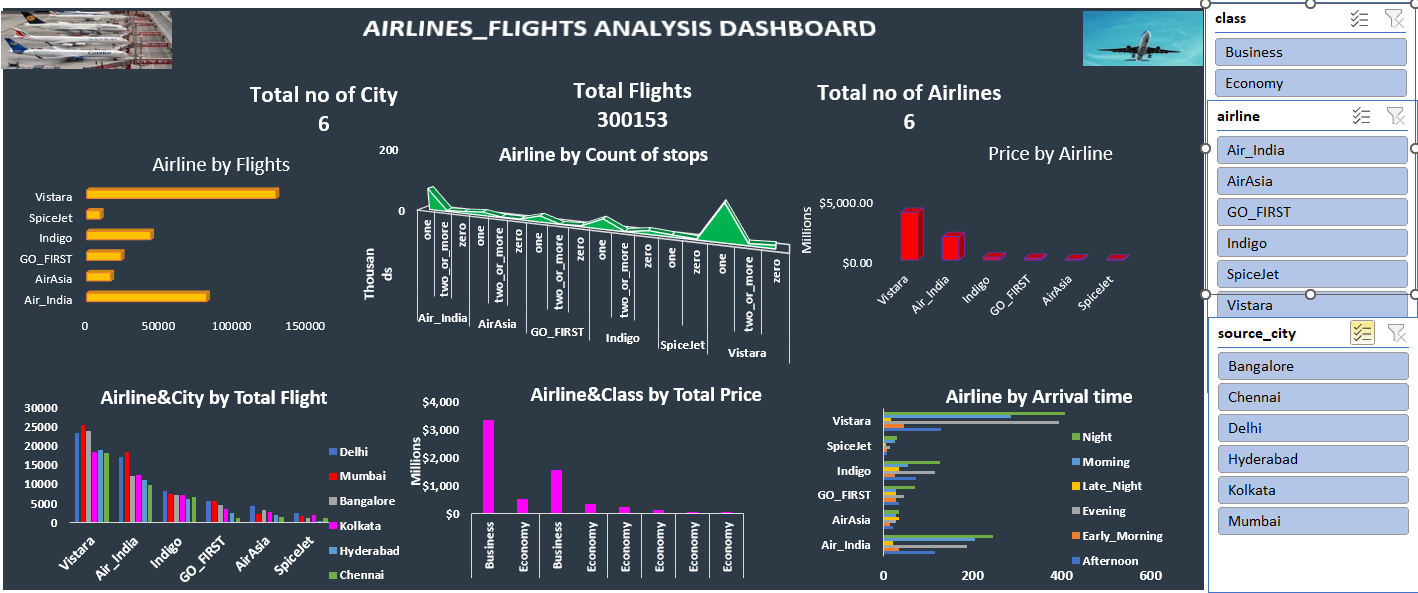 AIRLINES_FLIGHTS ANALYSIS DASHBOARD
Total no of City
6
Total Flights
300153
Total no of Airlines
6
Airline by Flights
Vistara
SpiceJet
Indigo
GO_FIRST
AirAsia
Air_India
0 50000 100000 150000
Airline by Count of stops
200
0
Thousan
ds
one two_or_more zero one two_or_more zero one two_or_more zero one two_or_more zero one zero one two_or_more zero
Air_India AirAsia GO_FIRST Indigo SpiceJet Vistara
Price by Airline
Millions
$5,000.00
$0.00
Vistara Air_India Indigo GO_FIRST AirAsia SpiceJet
Airline&City by Total Flight
30000
25000
20000
15000
10000
5000
0
Vistara Air_India Indigo GO_FIRST AirAsia SpiceJet
Delhi
Mumbai
Bangalore
Kolkata
Hyderabad
Chennai
Airline&Class by Total Price
Millions
$4,000
$3,000
$2,000
$1,000
$0
Business Economy Business Economy Economy Economy Economy Economy
Airline by Arrival time
Vistara
SpiceJet
Indigo
GO_FIRST
AirAsia
Air_India
0 200 400 600
Night
Morning
Late_Night
Evening
Early_Morning
Afternoon
class
Business
Economy
airline
Air_India
AirAsia
GO_FIRST
Indigo
SpiceJet
Vistara
source_city
Bangalore
Chennai
Delhi
Hyderabad
Kolkata
Mumbai